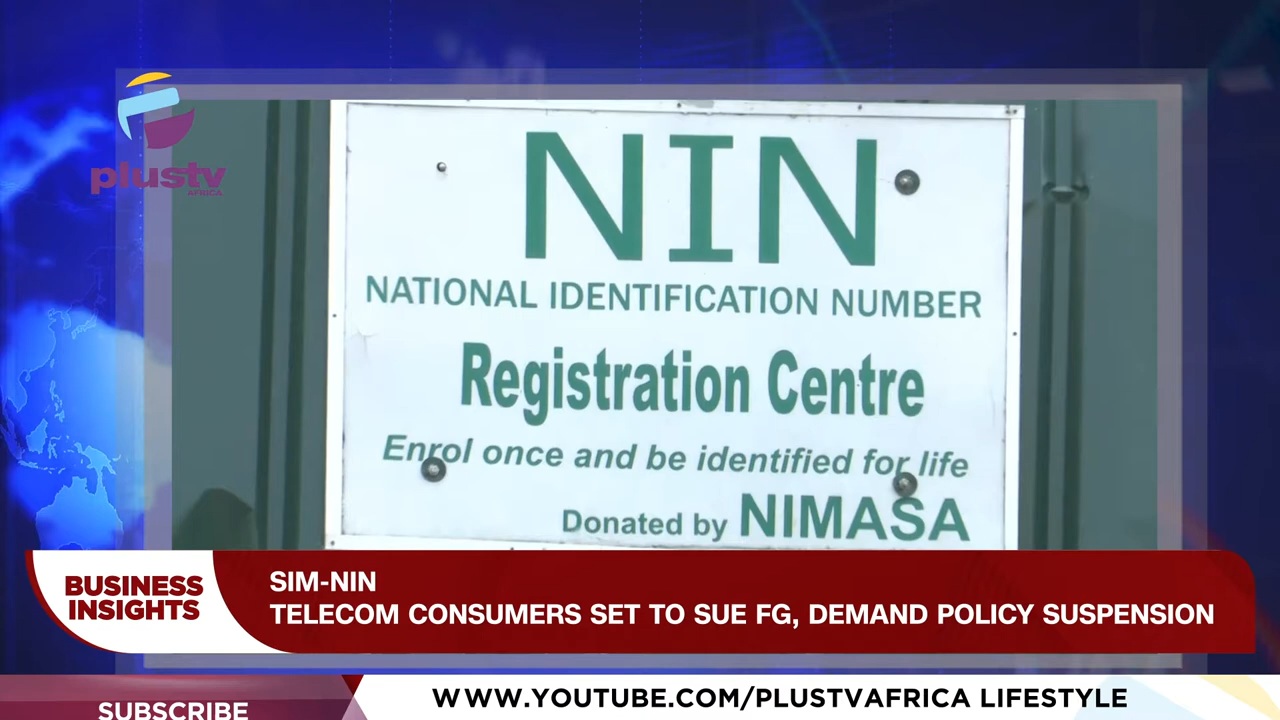 plustv
AFRICA
NIN
NATIONAL IDENTIFICATION NUMBER
Registration Centre
Enrol once and be identified for life
Donated by NIMASA
BUSINESS
INSIGHTS
SIM-NIN
TELECOM CONSUMERS SET TO SUE FG, DEMAND POLICY SUSPENSION
SUBSCRIBE
WWW.YOUTUBE.COM/PLUSTVAFRICA LIFESTYLE